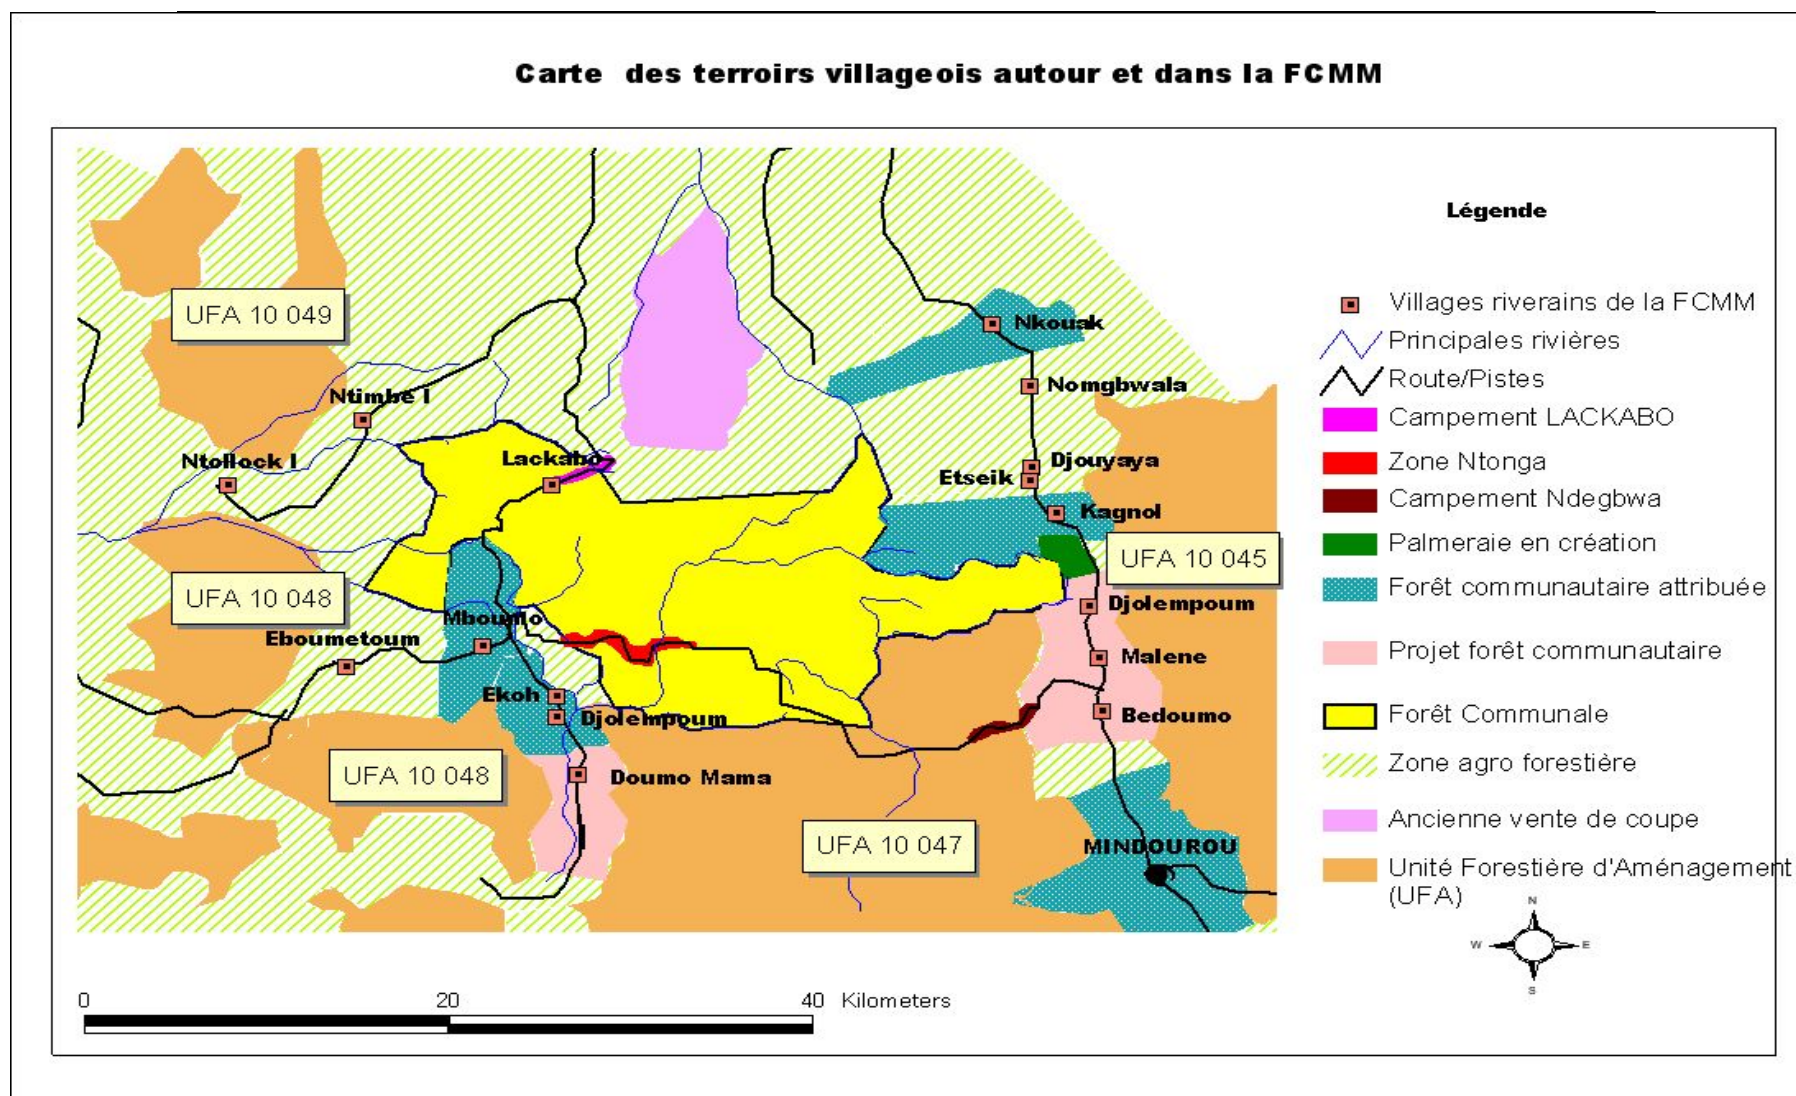 Carte des terroirs villageois autour et dans la FCMM
Légende
Villages riverains de la FCMM
Principales rivières
Route/Pistes
Campement LACKABO
Zone Ntonga
Campement Ndegbwa
Palmeraie en création
Forêt communautaire attribuée
Projet forêt communautaire
Forêt Communale
Zone agro forestière
Ancienne vente de coupe
Unité Forestière d'Aménagement
(UFA)
UFA 10 049
Nkouak
Nomgbwala
Ntimbe I
Ntollock I
Lackabo
Djouyaya
Etseik
Kagnol
UFA 10 045
UFA 10 048
Djolempoum
Eboumetoum
Malene
Ekoh
Djolempoum
Bedoumo
UFA 10 048
Doumo Mama
UFA 10 047
MINDOUROU
N
W
E
S
0
20
40
Kilometers